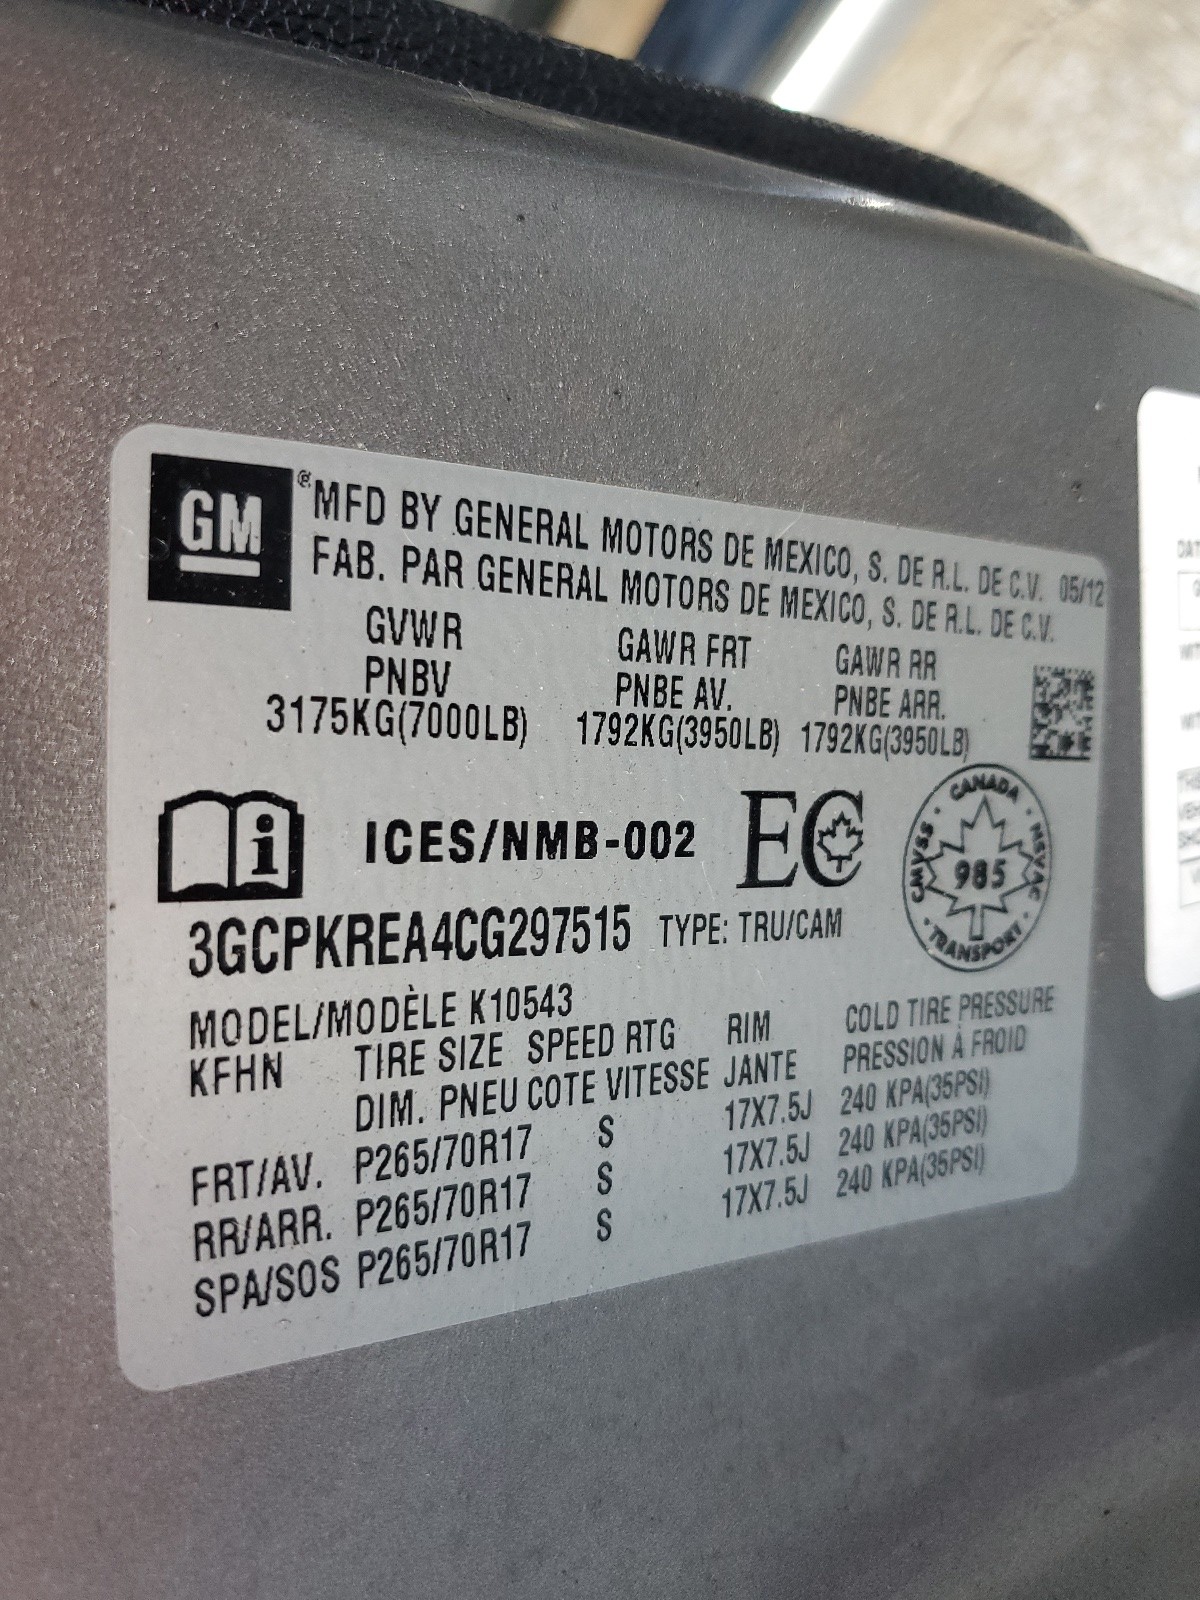 GM
® MFD BY GENERAL MOTORS DE MEXICO, S. DE R.L. DE C.V. 05/12
FAB. PAR GENERAL MOTORS DE MEXICO, S. DE R.L. DE C.V.
GVWR GAWR FRT GAWR RR
PNBV PNBE AV. PNBE ARR.
3175KG(7000LB) 1792KG(3950LB) 1792KG(3950LB)
i ICES/NMB-002 EC
CANADA
CMVSS 985 NSVAC
TRANSPORT
3GCPKREA4CG297515 TYPE: TRU/CAM
MODEL/MODÈLE K10543
KFHN TIRE SIZE SPEED RTG RIM COLD TIRE PRESSURE
DIM. PNEU COTE VITESSE JANTE PRESSION À FROID
FRT/AV. P265/70R17 S 17X7.5J 240 KPA(35PSI)
RR/ARR. P265/70R17 S 17X7.5J 240 KPA(35PSI)
SPA/SOS P265/70R17 S 17X7.5J 240 KPA(35PSI)